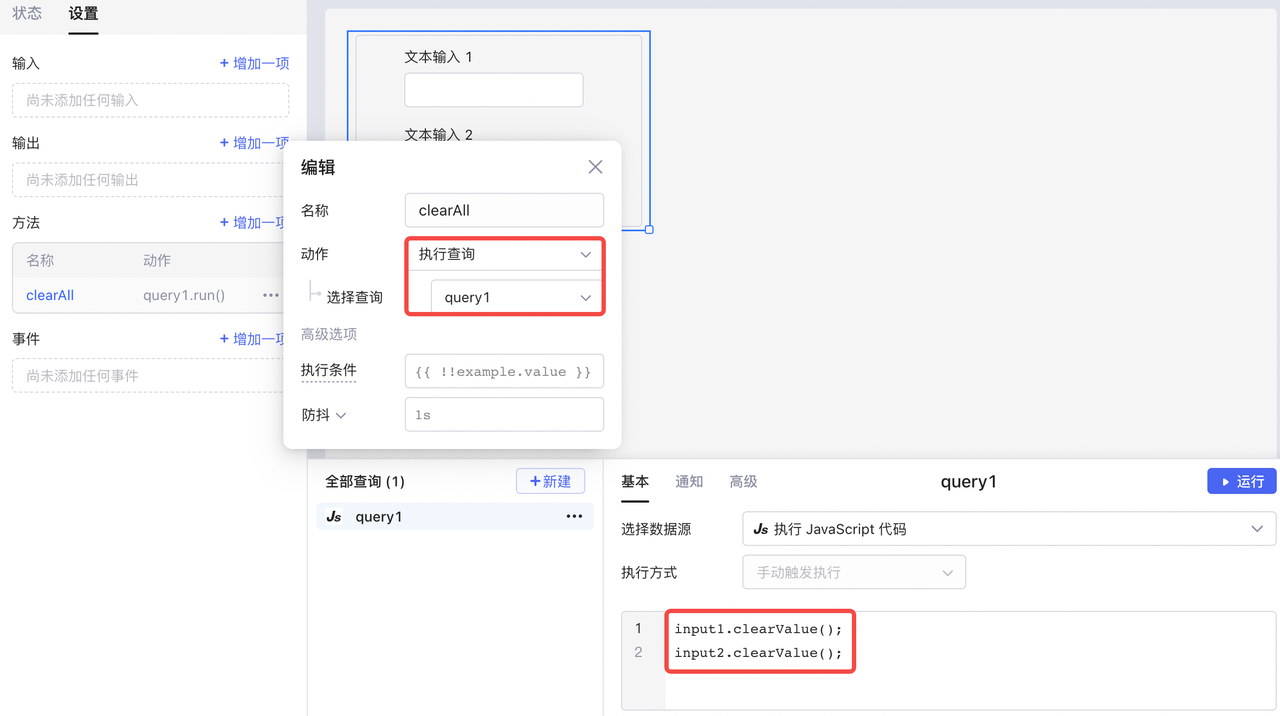 状态 设置
输入 + 增加一项
尚未添加任何输入
输出 + 增加一项
尚未添加任何输出
方法 + 增加一项
名称 动作
clearAll query1.run() •••
事件 + 增加一项
尚未添加任何事件
文本输入 1
文本输入 2
编辑
名称 clearAll
动作 执行查询
选择查询 query1
高级选项
执行条件 {{ !!example.value }}
防抖 1s
全部查询 (1) + 新建
Js query1 •••
基本 通知 高级 query1 运行
选择数据源 Js 执行 JavaScript 代码
执行方式 手动触发执行
1 input1.clearValue();
2 input2.clearValue();